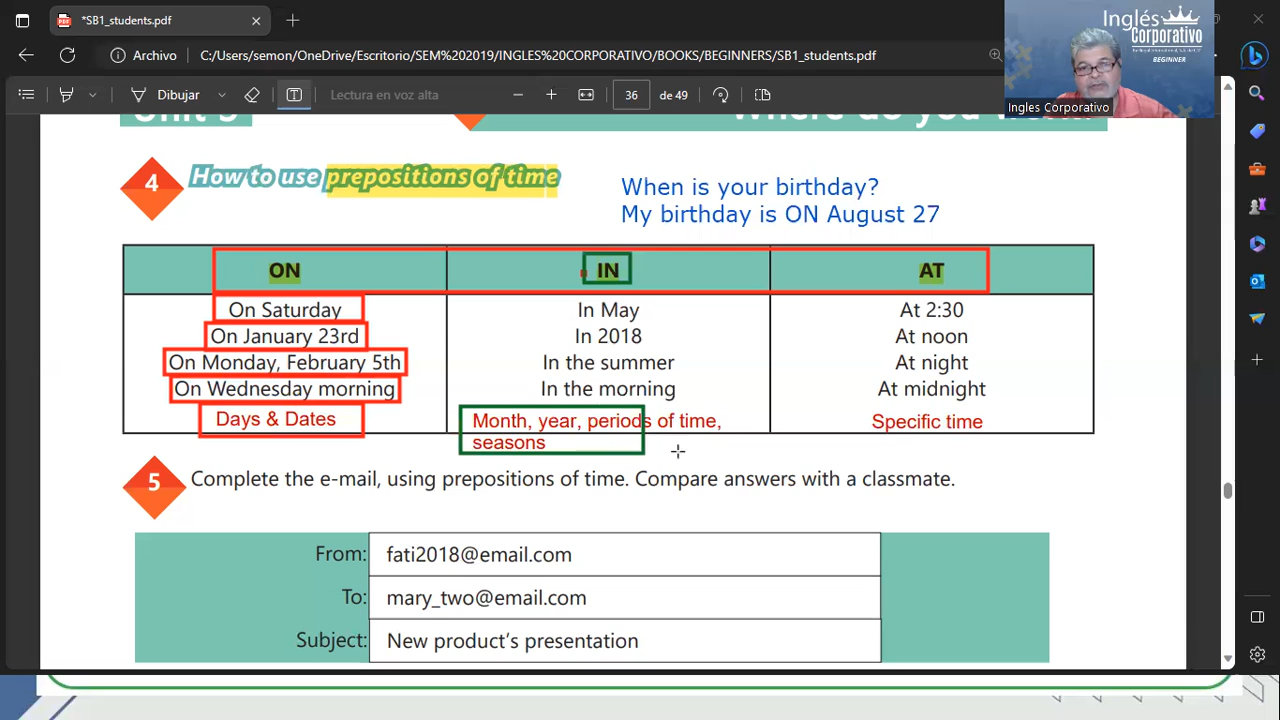 *SB1_students.pdf
Archivo C:/Users/semon/OneDrive/Escritorio/SEM%202019/INGLES%20CORPORATIVO/BOOKS/BEGINNERS/SB1_students.pdf
Dibujar Lectura en voz alta 36 de 49
Inglés
Corporativo
BEGINNER
Ingles Corporativo
4 How to use prepositions of time
When is your birthday?
My birthday is ON August 27
ON IN AT
On Saturday In May At 2:30
On January 23rd In 2018 At noon
On Monday, February 5th In the summer At night
On Wednesday morning In the morning At midnight
Days & Dates Month, year, periods of time, Specific time
seasons
5 Complete the e-mail, using prepositions of time. Compare answers with a classmate.
From: fati2018@email.com
To: mary_two@email.com
Subject: New product's presentation